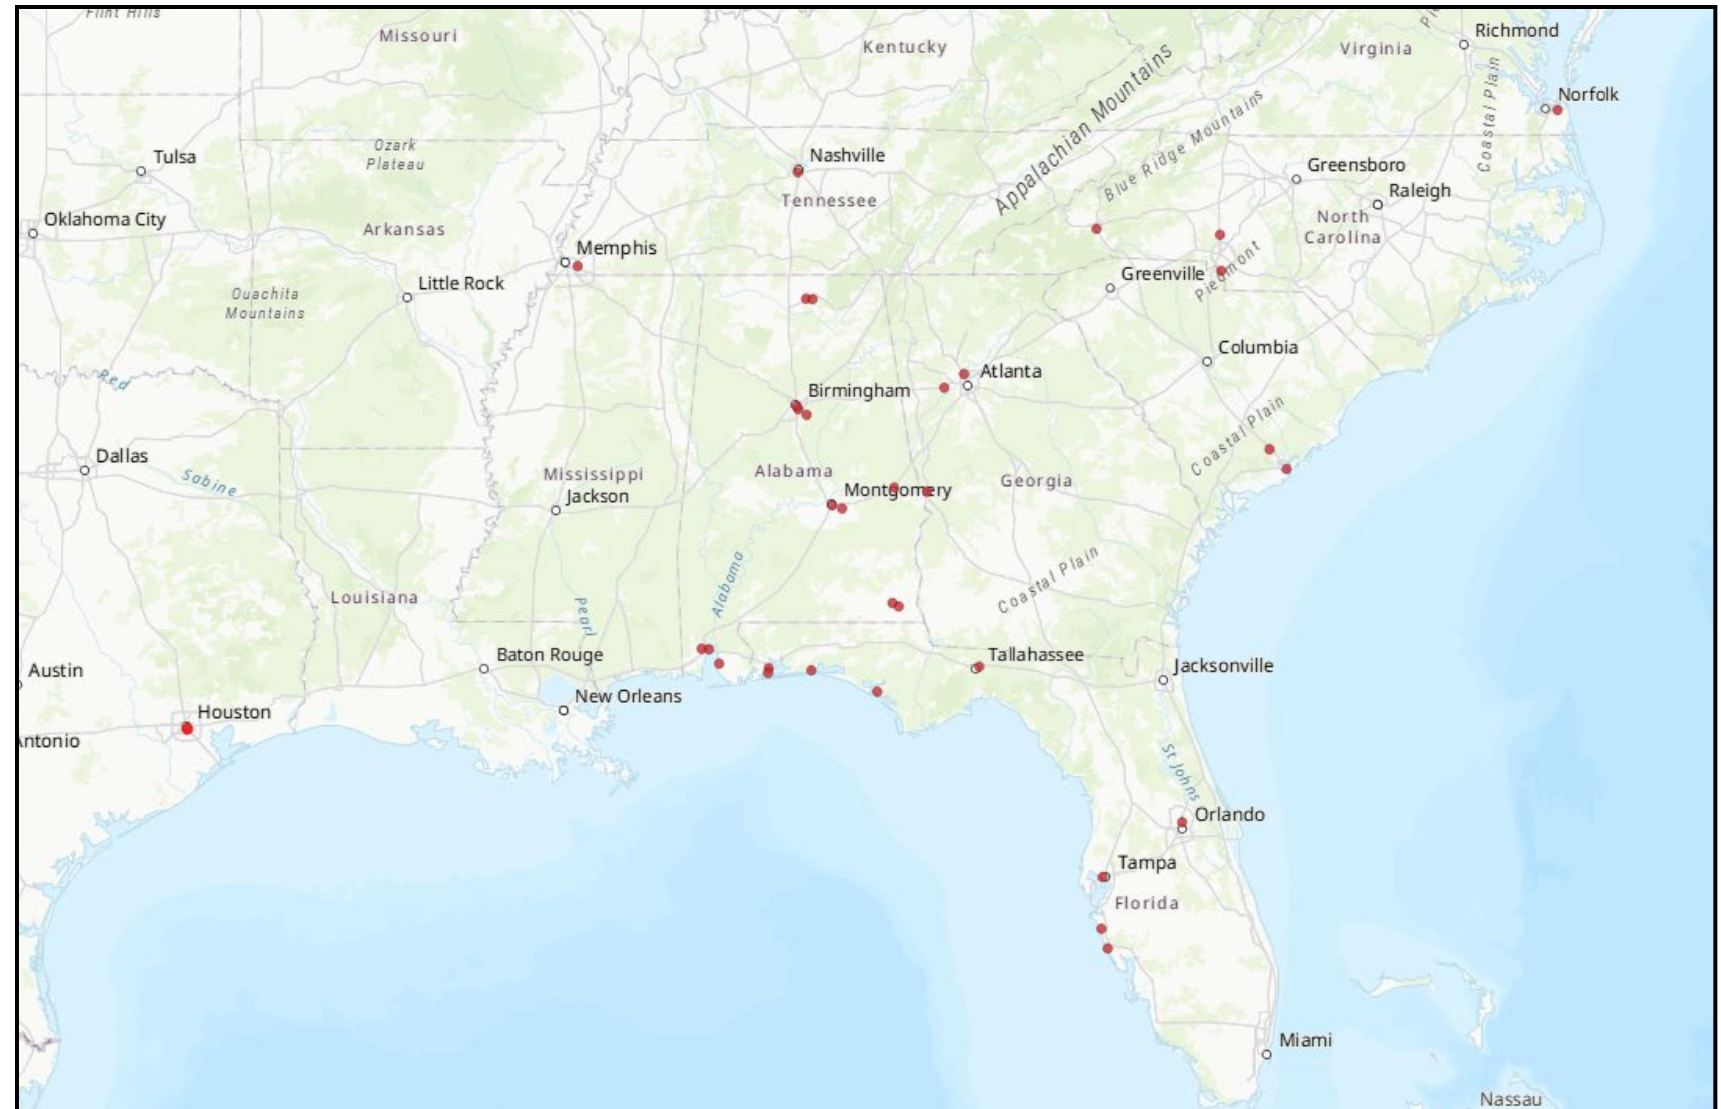 Flint Hills
Missouri
Kentucky
Appalachian Mountains
Virginia
Richmond
Coastal Plain
Norfolk
Blue Ridge Mountains
Ozark
Plateau
Tulsa
Nashville
Tennessee
Greensboro
Raleigh
North
Carolina
Oklahoma City
Arkansas
Memphis
Little Rock
Greenville
Piedmont
Ouachita
Mountains
Columbia
Red
Atlanta
Birmingham
Coastal Plain
Dallas
Sabine
Mississippi
Jackson
Alabama
Montgomery
Georgia
Coastal Plain
Alabama
Louisiana
Pearl
Baton Rouge
Tallahassee
Jacksonville
Austin
New Orleans
Houston
ntonio
St Johns
Orlando
Tampa
Florida
Miami
Nassau